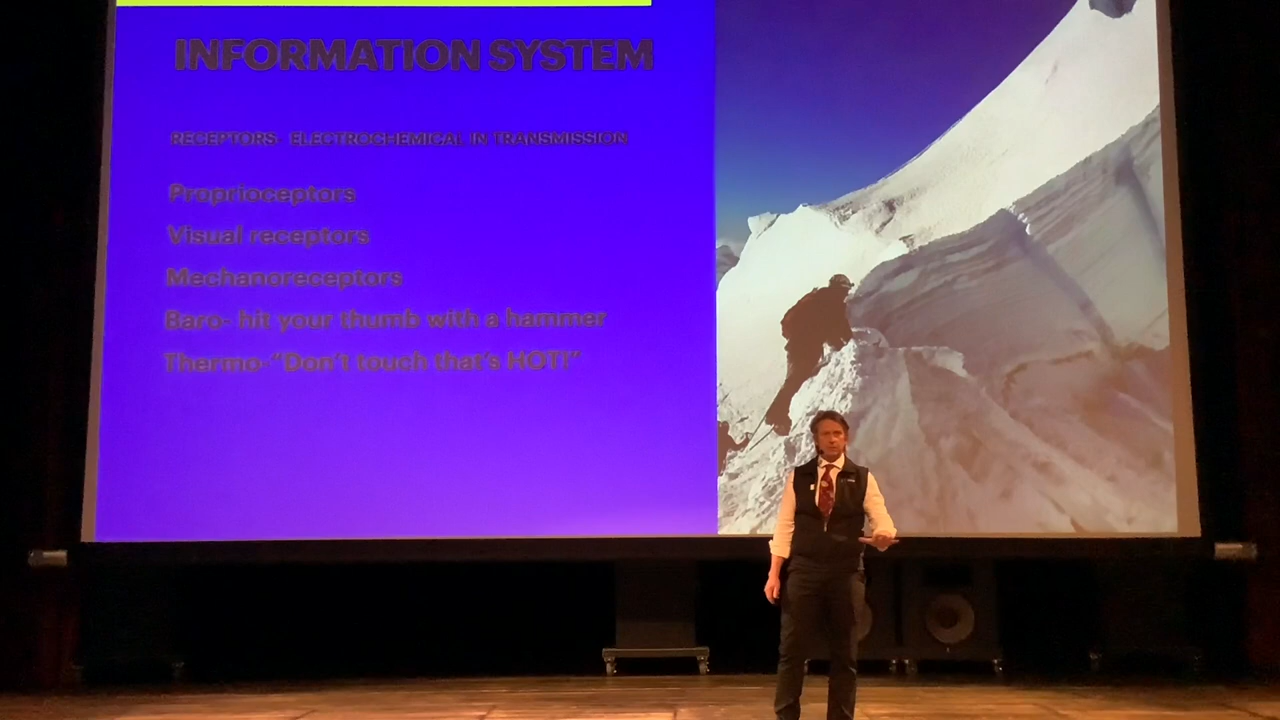 INFORMATION SYSTEM
RECEPTORS- ELECTROCHEMICAL IN TRANSMISSION
Proprioceptors
Visual receptors
Mechanoreceptors
Baro- hit your thumb with a hammer
Thermo-“Don’t touch that’s HOT!”